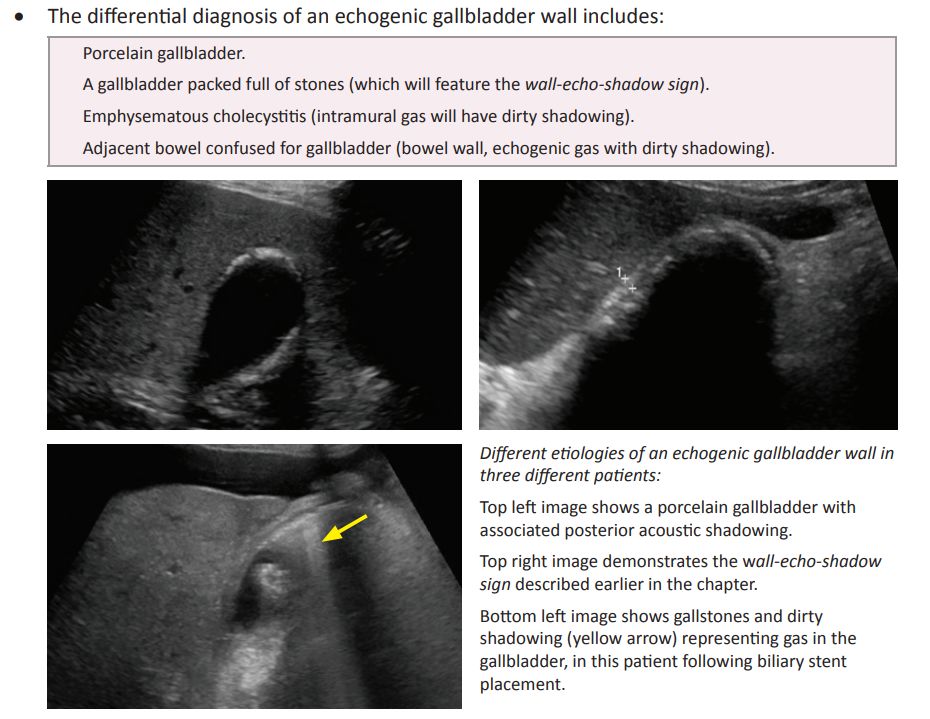 • The differential diagnosis of an echogenic gallbladder wall includes:
Porcelain gallbladder.
A gallbladder packed full of stones (which will feature the wall-echo-shadow sign).
Emphysematous cholecystitis (intramural gas will have dirty shadowing).
Adjacent bowel confused for gallbladder (bowel wall, echogenic gas with dirty shadowing).
1
Different etiologies of an echogenic gallbladder wall in
three different patients:
Top left image shows a porcelain gallbladder with
associated posterior acoustic shadowing.
Top right image demonstrates the wall-echo-shadow
sign described earlier in the chapter.
Bottom left image shows gallstones and dirty
shadowing (yellow arrow) representing gas in the
gallbladder, in this patient following biliary stent
placement.